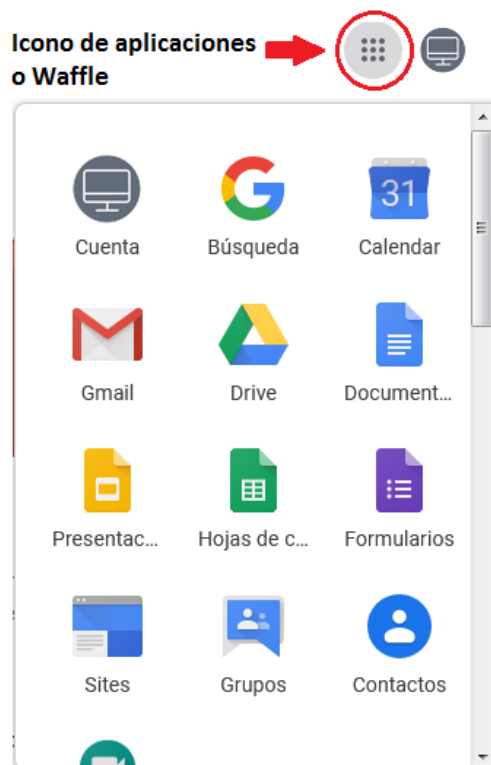 Icono de aplicaciones
o Waffle
Cuenta Búsqueda Calendar
31
Gmail Drive Document...
Presentac... Hojas de c... Formularios
Sites Grupos Contactos